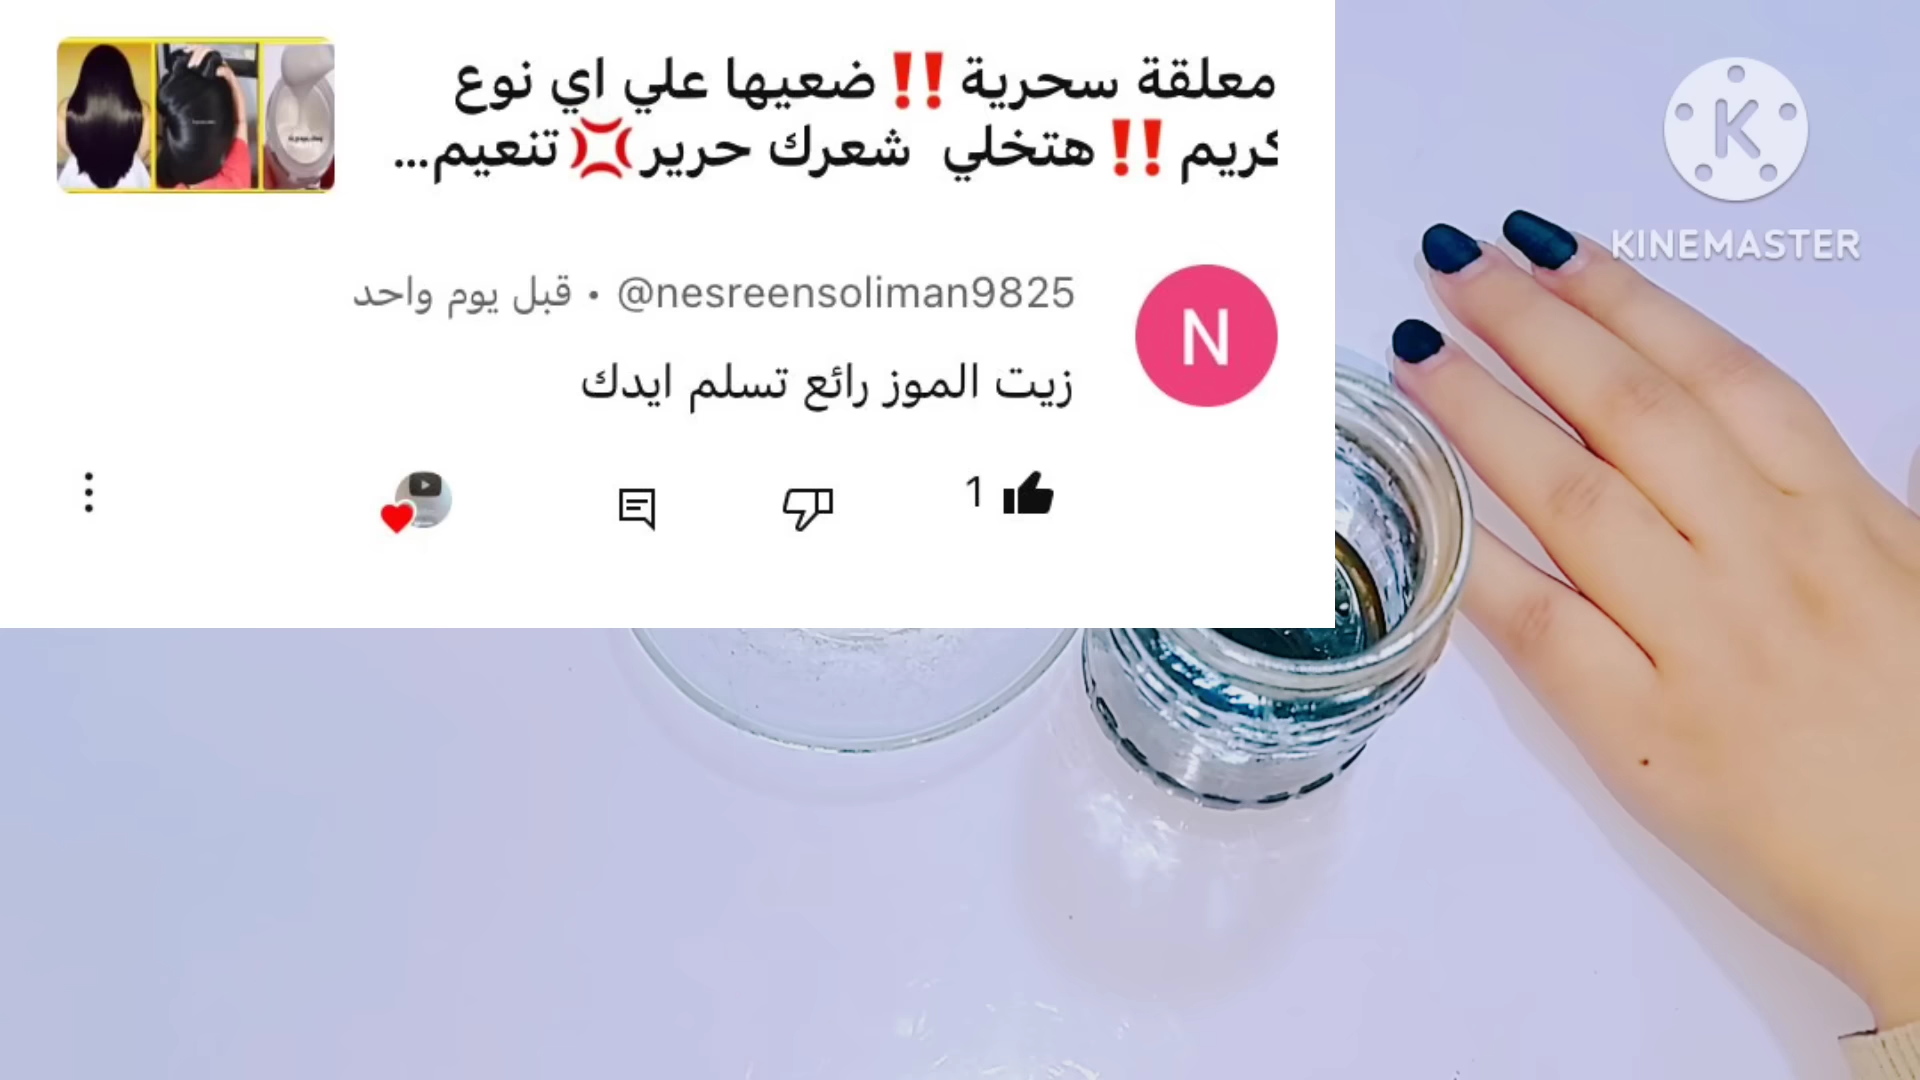 معلقة سحرية‼️ضعيها علي اي نوع
كريم‼️هتخلي شعرك حرير💢تنعيم...
@nesreensoliman9825 • قبل يوم واحد
N
زيت الموز رائع تسلم ايدك
1
K
KINEMASTER